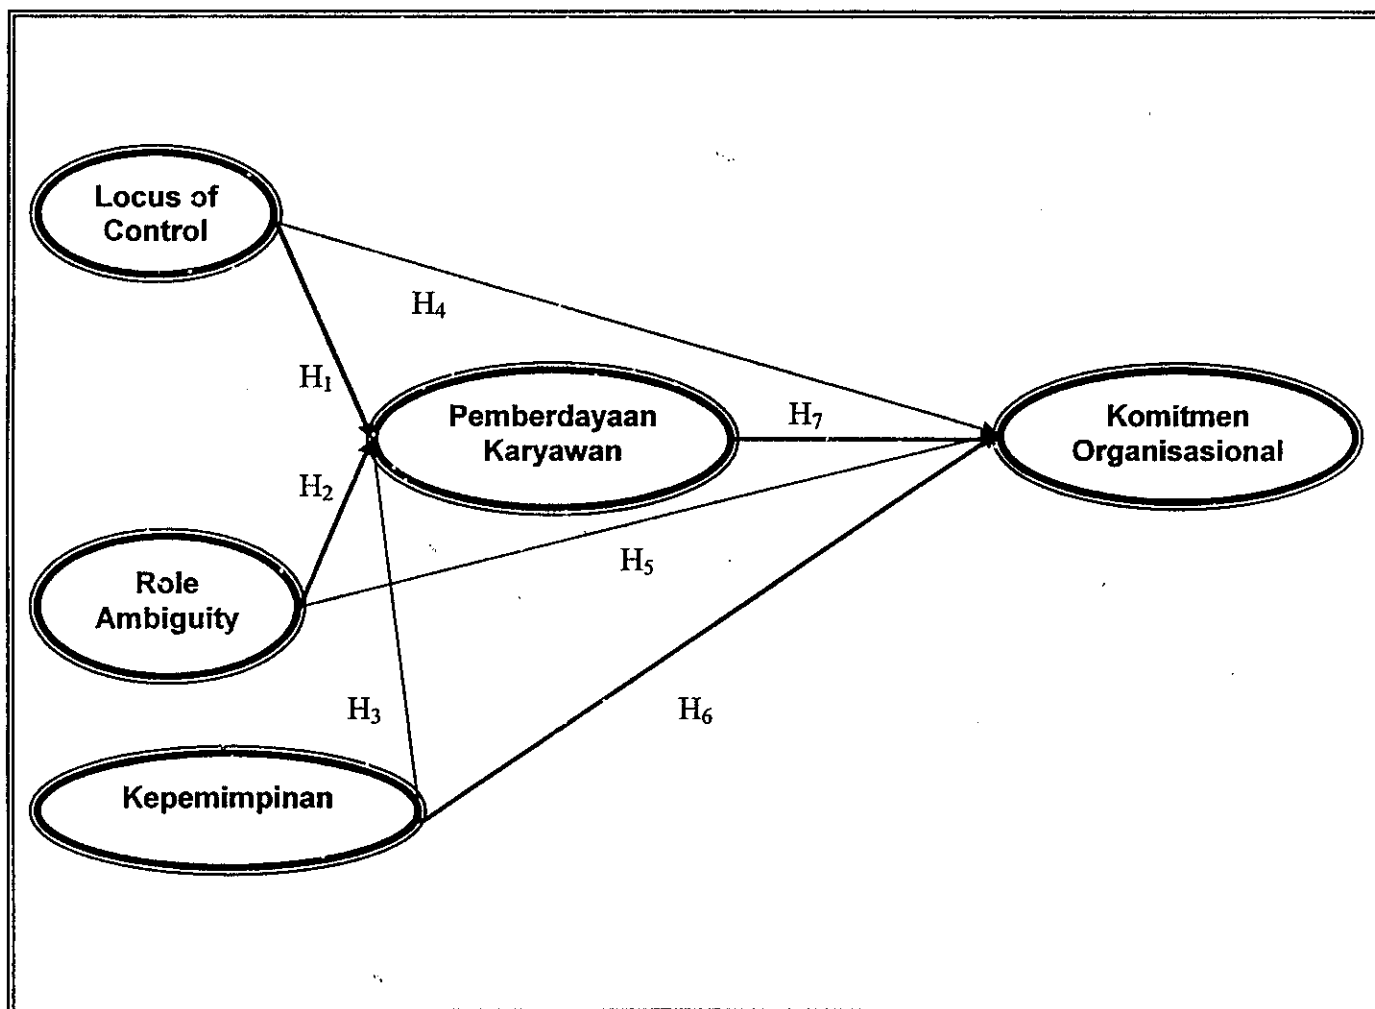 Locus of
Control
H₄
H₁
Pemberdayaan
Karyawan
H₇
Komitmen
Organisasional
H₂
H₅
Role
Ambiguity
H₃
H₆
Kepemimpinan